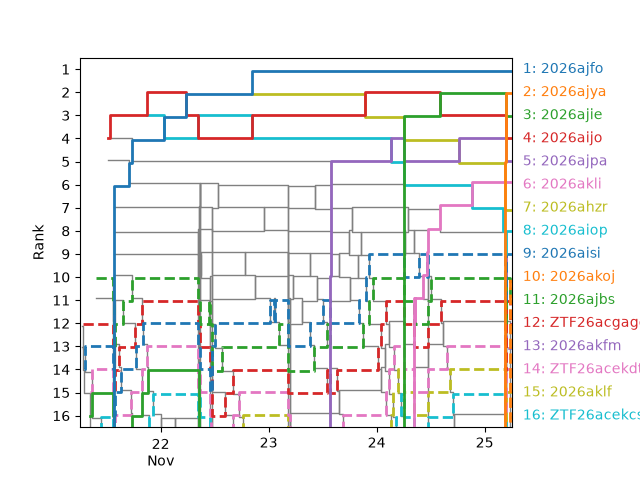 1
2
3
4
5
6
7
8
9
10
11
12
13
14
15
16
Rank
22
23
24
25
Nov
1: 2026ajfo
2: 2026ajya
3: 2026ajie
4: 2026aijo
5: 2026ajpa
6: 2026akli
7: 2026ahzr
8: 2026aiop
9: 2026aisi
10: 2026akoj
11: 2026ajbs
12: ZTF26acgag
13: 2026akfm
14: ZTF26acekd
15: 2026aklf
16: ZTF26acekc